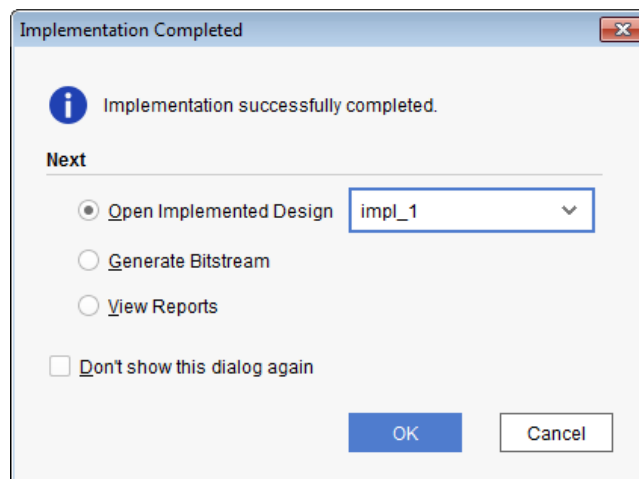 Implementation Completed
Implementation successfully completed.
Next
Open Implemented Design impl_1
Generate Bitstream
View Reports
Don't show this dialog again
OK Cancel